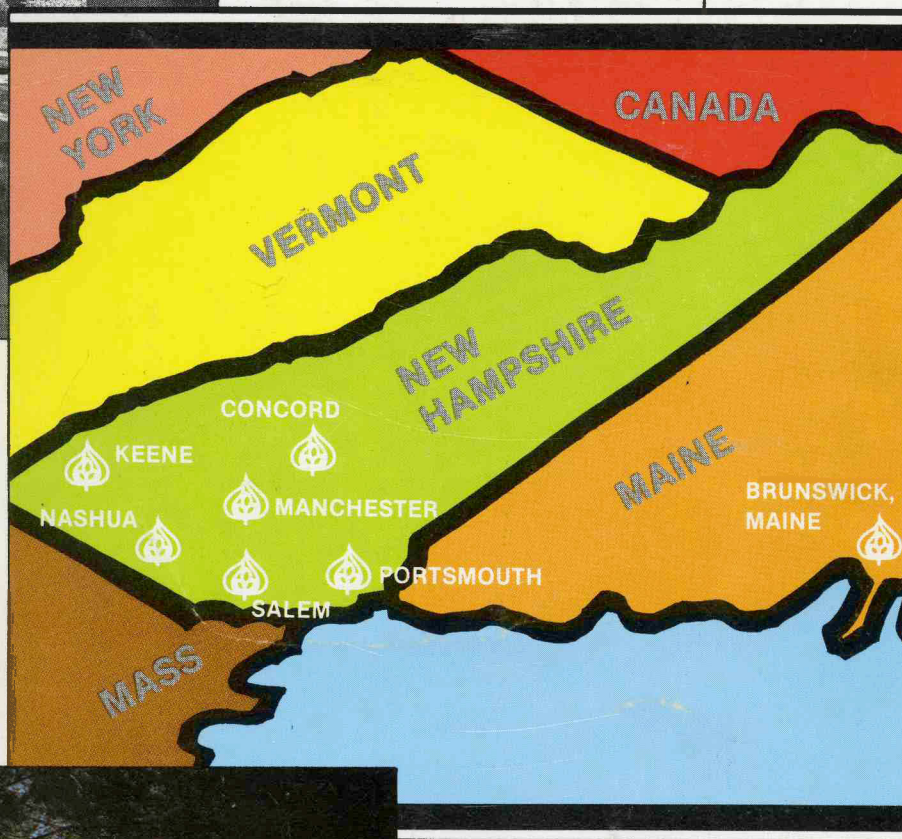 NEW
YORK
CANADA
VERMONT
NEW
HAMPSHIRE
CONCORD
KEENE
MANCHESTER
NASHUA
PORTSMOUTH
SALEM
MAINE
BRUNSWICK,
MAINE
MASS